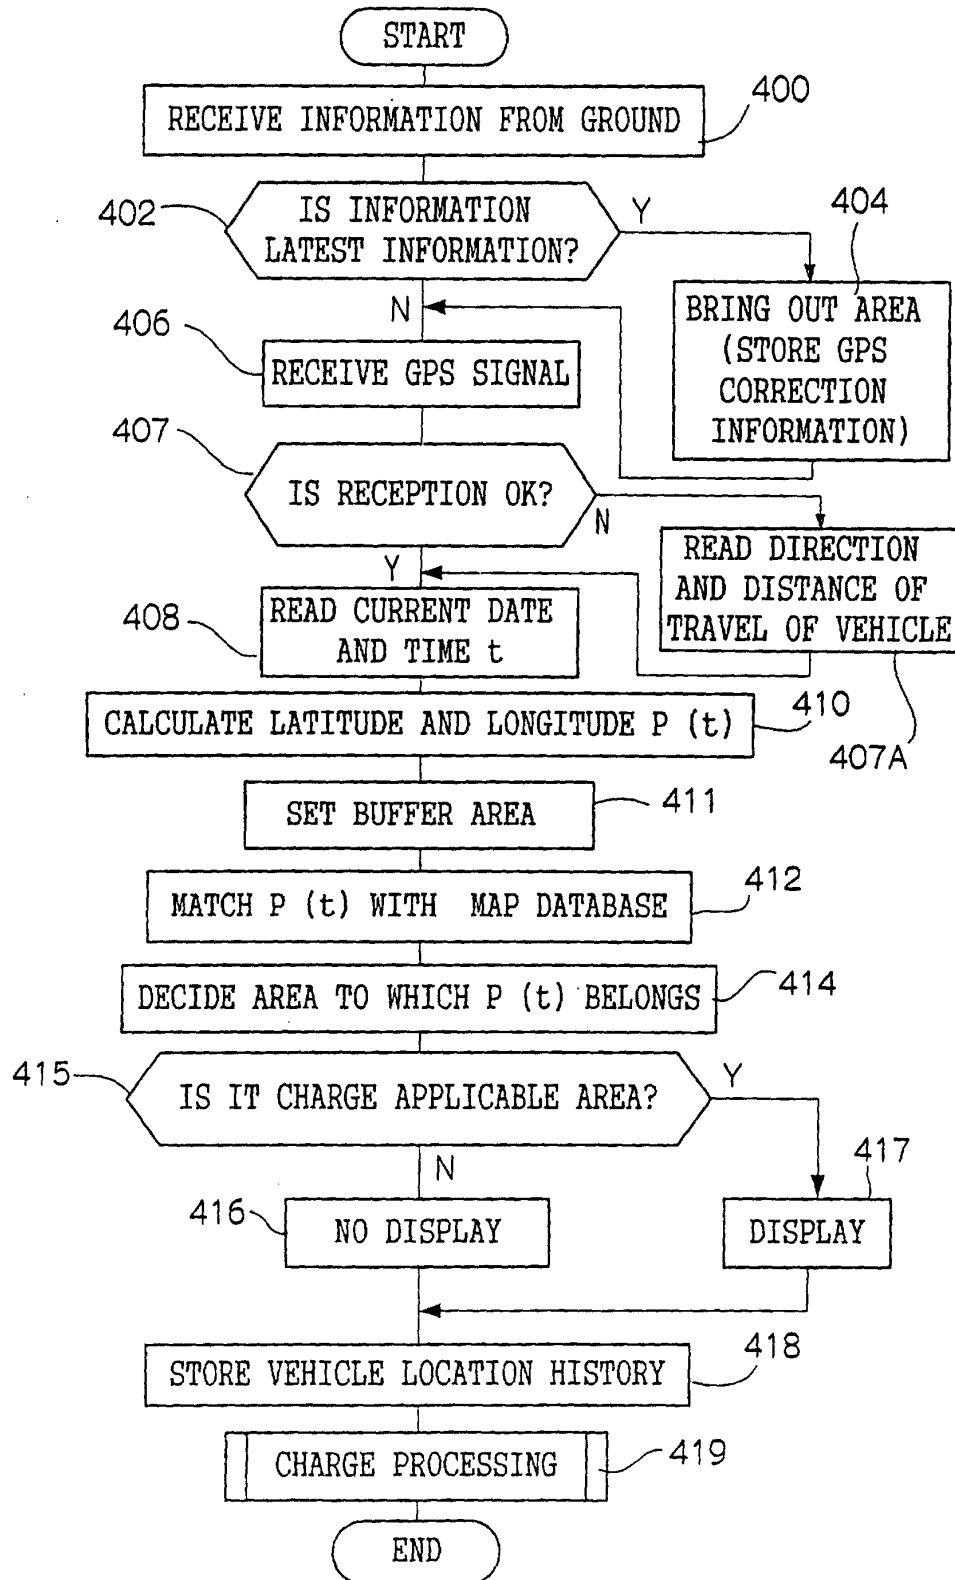 START
RECEIVE INFORMATION FROM GROUND
400
402
IS INFORMATION
LATEST INFORMATION?
Y
404
N
BRING OUT AREA
(STORE GPS
CORRECTION
INFORMATION)
406
RECEIVE GPS SIGNAL
407
IS RECEPTION OK?
N
Y
READ DIRECTION
AND DISTANCE OF
TRAVEL OF VEHICLE
407A
408
READ CURRENT DATE
AND TIME t
CALCULATE LATITUDE AND LONGITUDE P (t)
410
SET BUFFER AREA
411
MATCH P (t) WITH MAP DATABASE
412
DECIDE AREA TO WHICH P (t) BELONGS
414
415
IS IT CHARGE APPLICABLE AREA?
Y
N
416
NO DISPLAY
417
DISPLAY
STORE VEHICLE LOCATION HISTORY
418
CHARGE PROCESSING
419
END